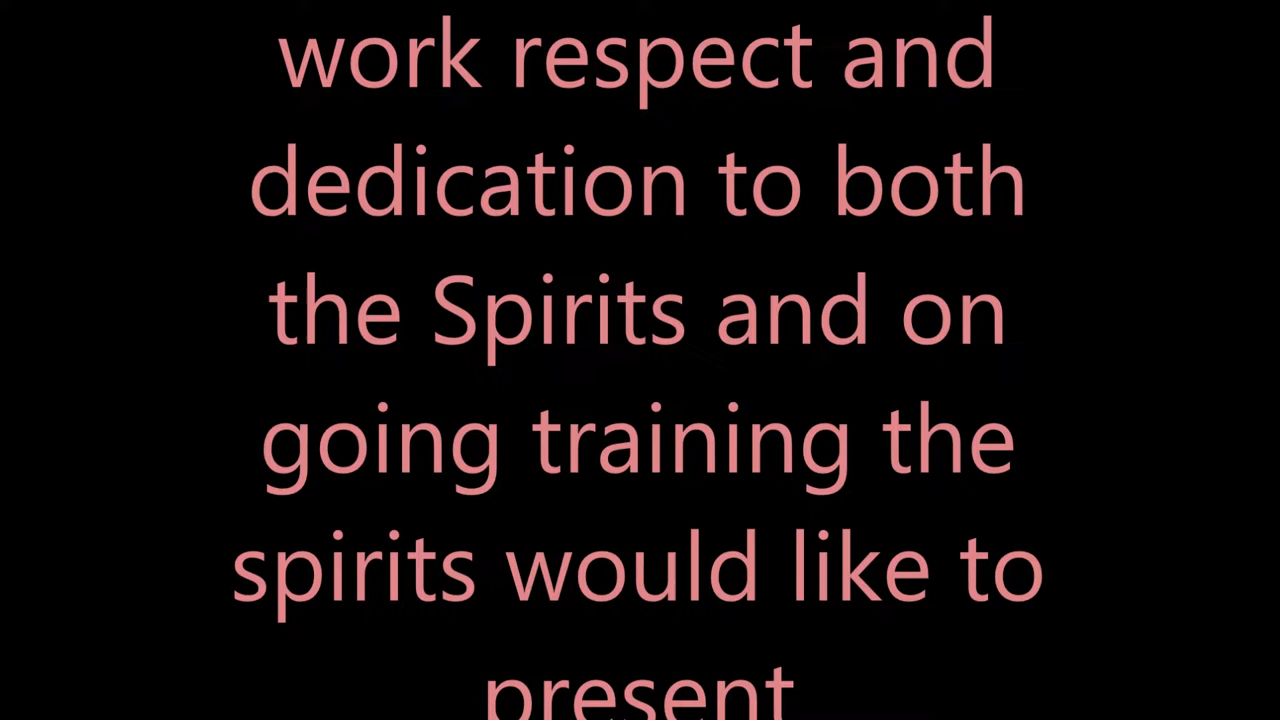 work respect and
dedication to both
the Spirits and on
going training the
spirits would like to
present